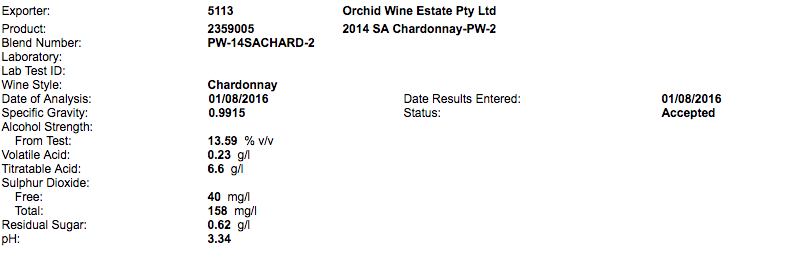 Exporter: 5113 Orchid Wine Estate Pty Ltd
Product: 2359005 2014 SA Chardonnay-PW-2
Blend Number: PW-14SACHARD-2
Laboratory:
Lab Test ID:
Wine Style: Chardonnay
Date of Analysis: 01/08/2016 Date Results Entered: 01/08/2016
Specific Gravity: 0.9915 Status: Accepted
Alcohol Strength:
From Test: 13.59 % v/v
Volatile Acid: 0.23 g/l
Titratable Acid: 6.6 g/l
Sulphur Dioxide:
Free: 40 mg/l
Total: 158 mg/l
Residual Sugar: 0.62 g/l
pH: 3.34